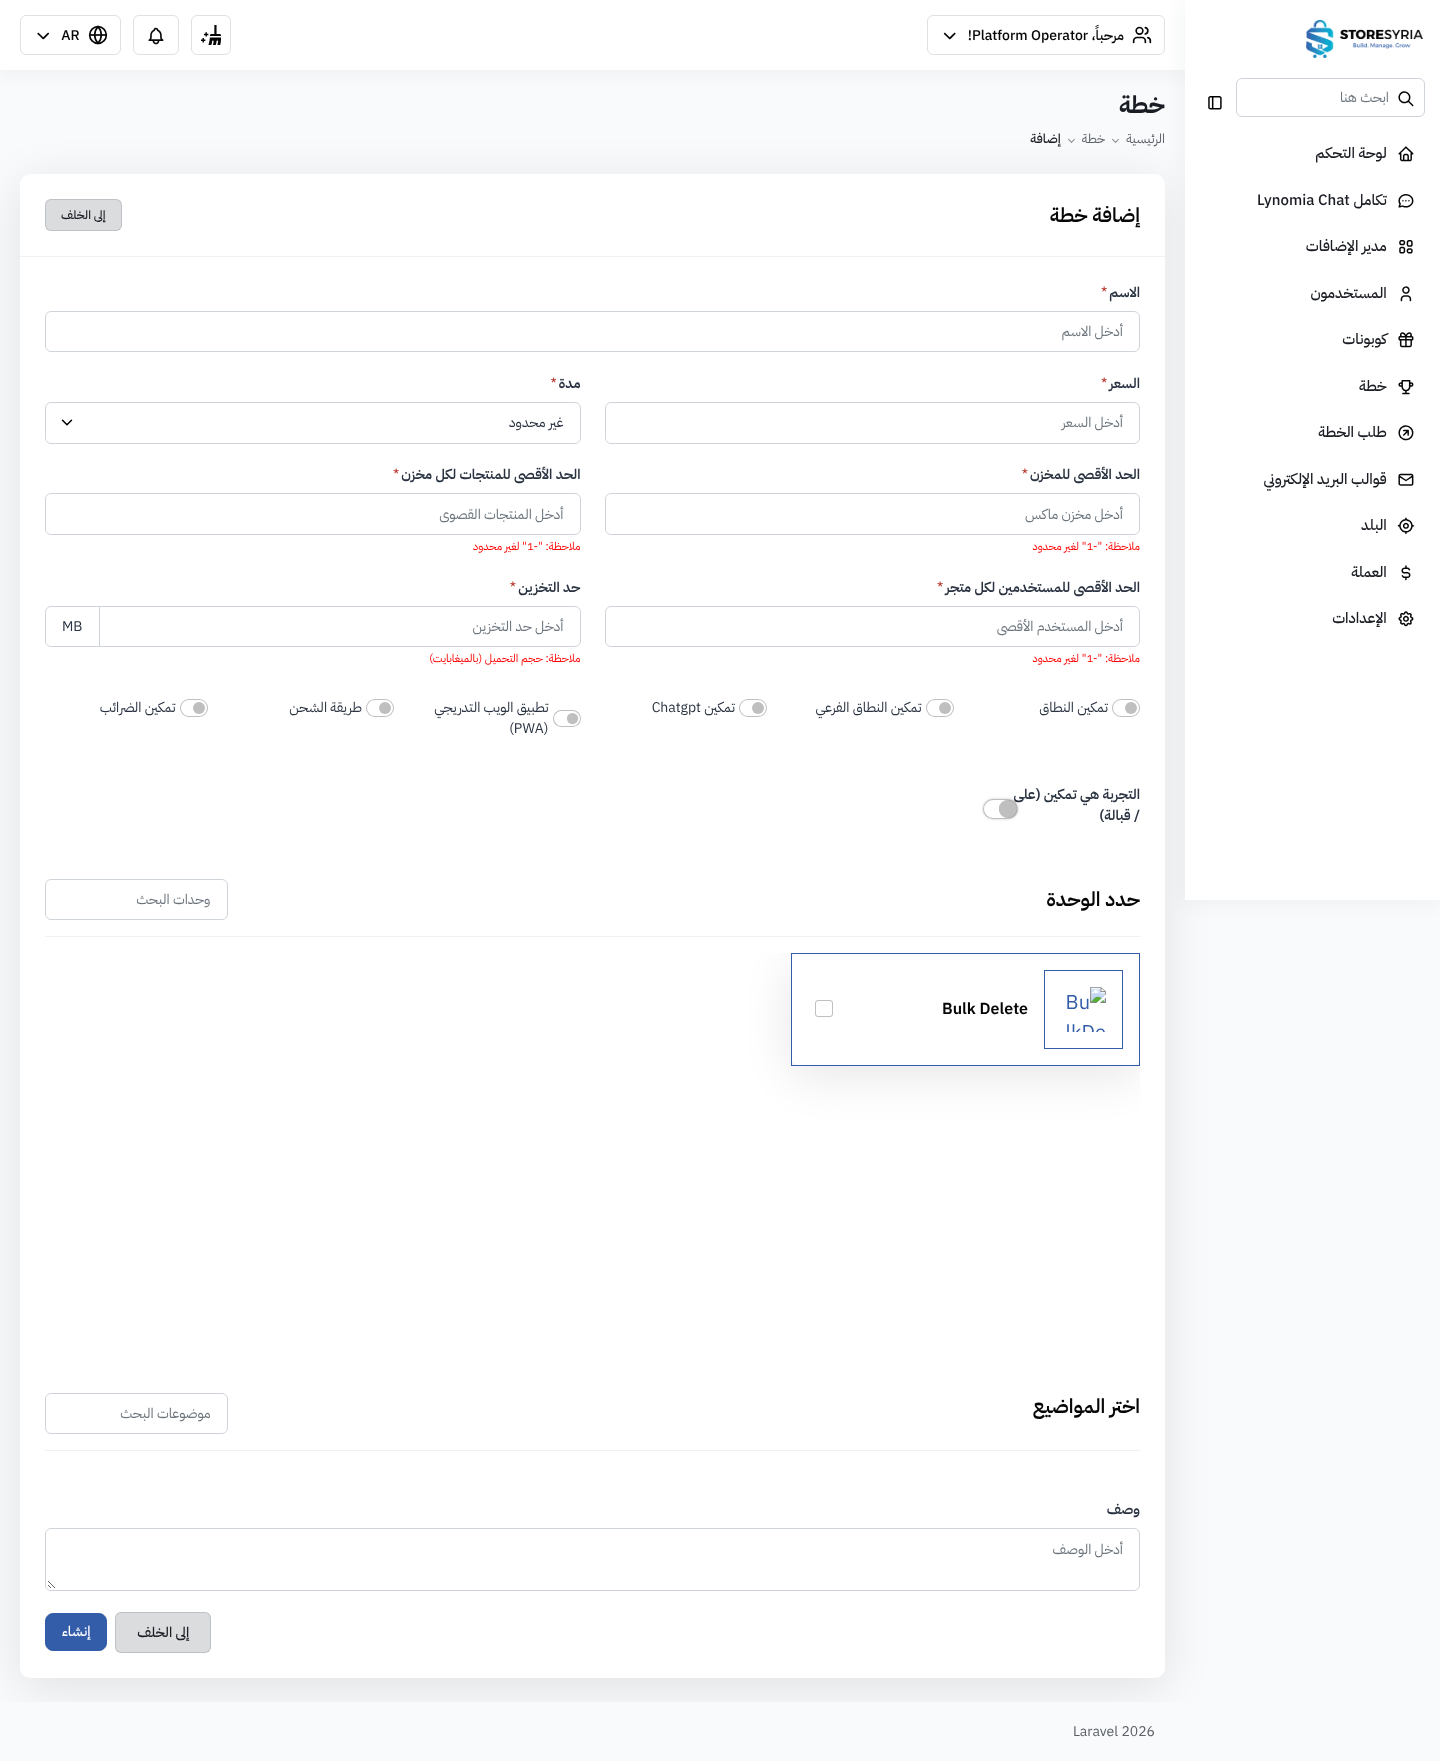 STORESYRIA
Build. Manage. Grow
ابحث هنا
لوحة التحكم
تكامل Lynomia Chat
مدير الإضافات
المستخدمون
كوبونات
خطة
طلب الخطة
قوالب البريد الإلكتروني
البلد
العملة
الإعدادات
مرحباً، Platform Operator!
AR
خطة
الرئيسية
خطة
إضافة
إضافة خطة
إلى الخلف
الاسم*
أدخل الاسم
السعر*
مدة*
أدخل السعر
غير محدود
الحد الأقصى للمخزن*
الحد الأقصى للمنتجات لكل مخزن*
أدخل مخزن ماكس
أدخل المنتجات القصوى
ملاحظة: "-1" لغير محدود
ملاحظة: "-1" لغير محدود
الحد الأقصى للمستخدمين لكل متجر*
حد التخزين*
أدخل المستخدم الأقصى
أدخل حد التخزين
MB
ملاحظة: "-1" لغير محدود
ملاحظة: حجم التحميل (بالميغابايت)
تمكين النطاق
تمكين النطاق الفرعي
تمكين Chatgpt
تطبيق الويب التدريجي
(PWA)
طريقة الشحن
تمكين الضرائب
التجربة هي تمكين (على
/ قبالة)
حدد الوحدة
وحدات البحث
Bu
lkDe
Bulk Delete
اختر المواضيع
موضوعات البحث
وصف
أدخل الوصف
إلى الخلف
إنشاء
Laravel 2026